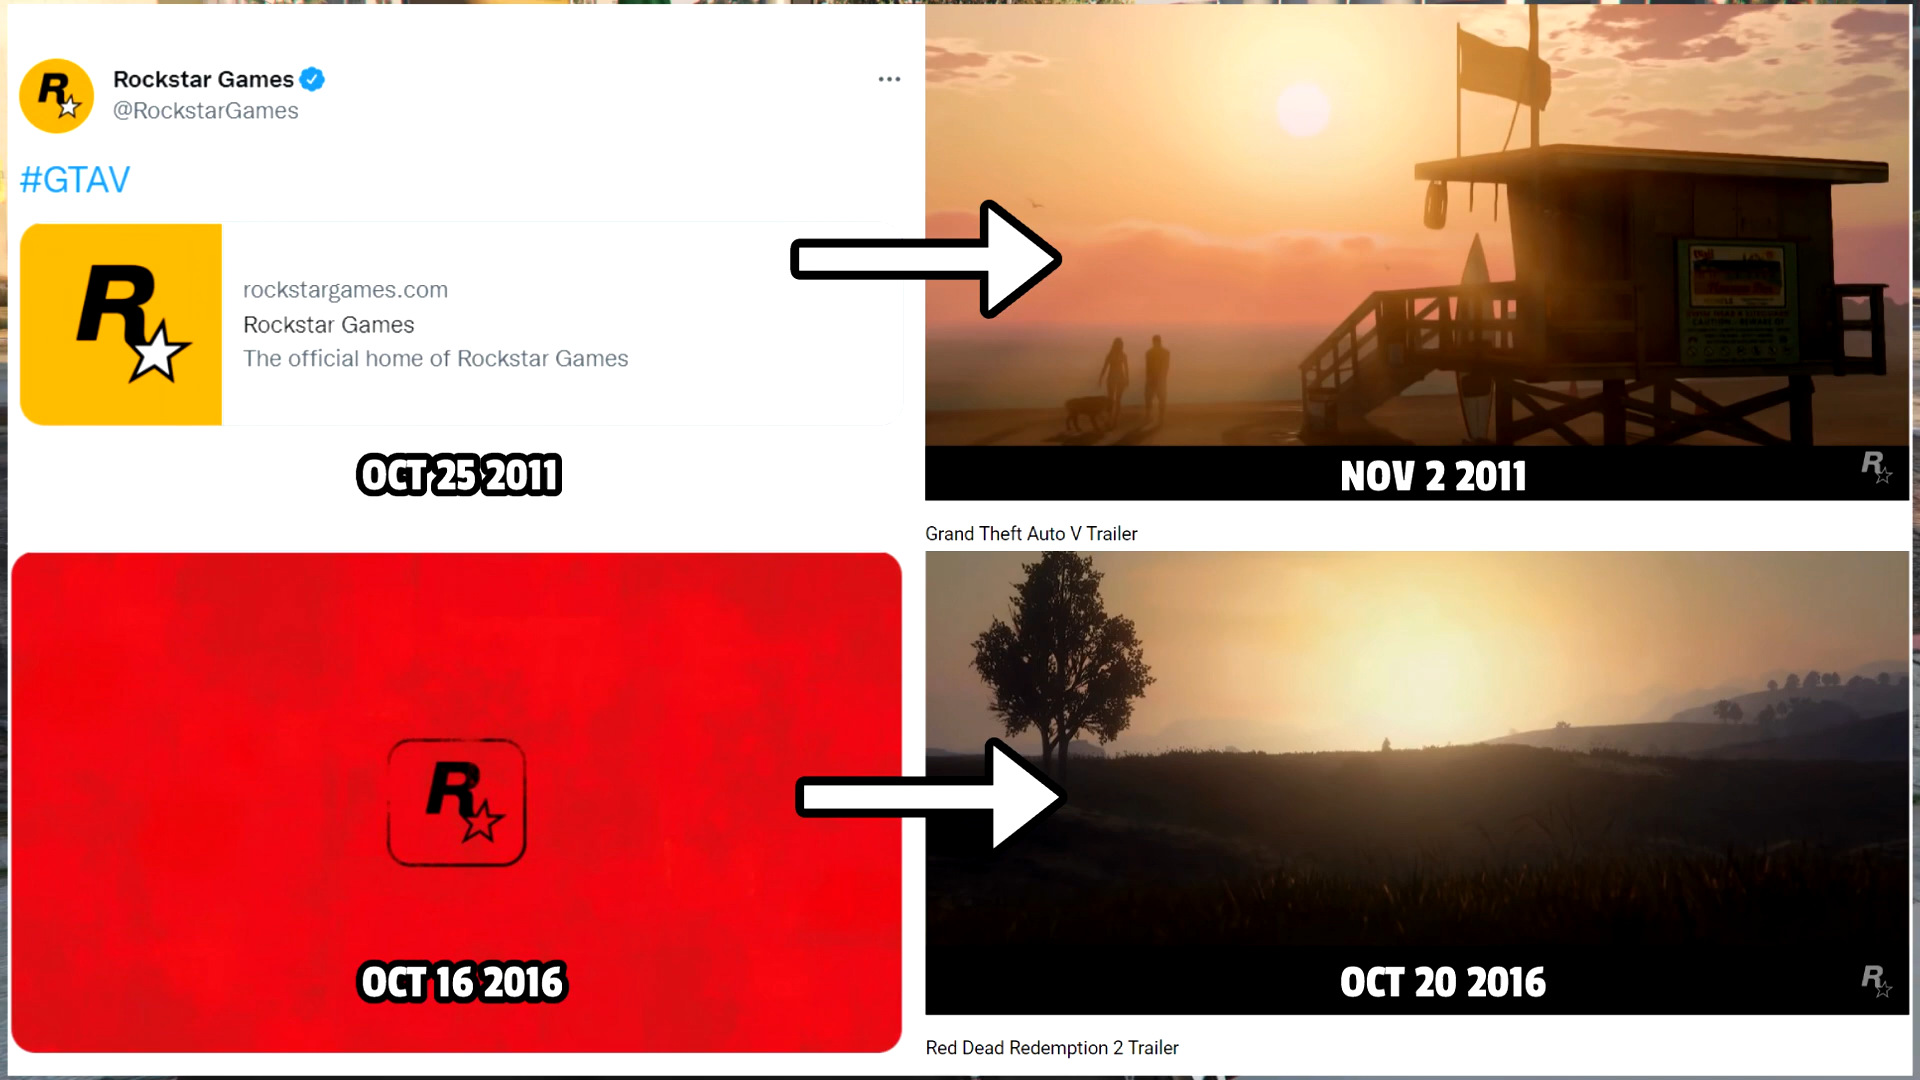 Rockstar Games
@RockstarGames
#GTAV
R
rockstargames.com
Rockstar Games
The official home of Rockstar Games
OCT 25 2011
NOV 2 2011
R
Grand Theft Auto V Trailer
R
OCT 16 2016
OCT 20 2016
R
Red Dead Redemption 2 Trailer